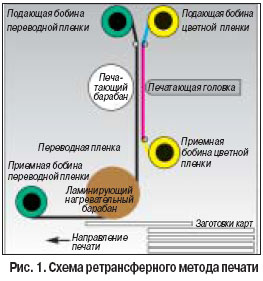 Подающая бобина
переводной пленки
Подающая бобина
цветной пленки
Печа-
тающий
барабан
Печатающая головка
Переводная пленка
Приемная
бобина цветной
пленки
Приемная бобина
переводной пленки
Ламинирующий
нагревательный
барабан
Заготовки карт
Направление
печати
Рис. 1. Схема ретрансферного метода печати